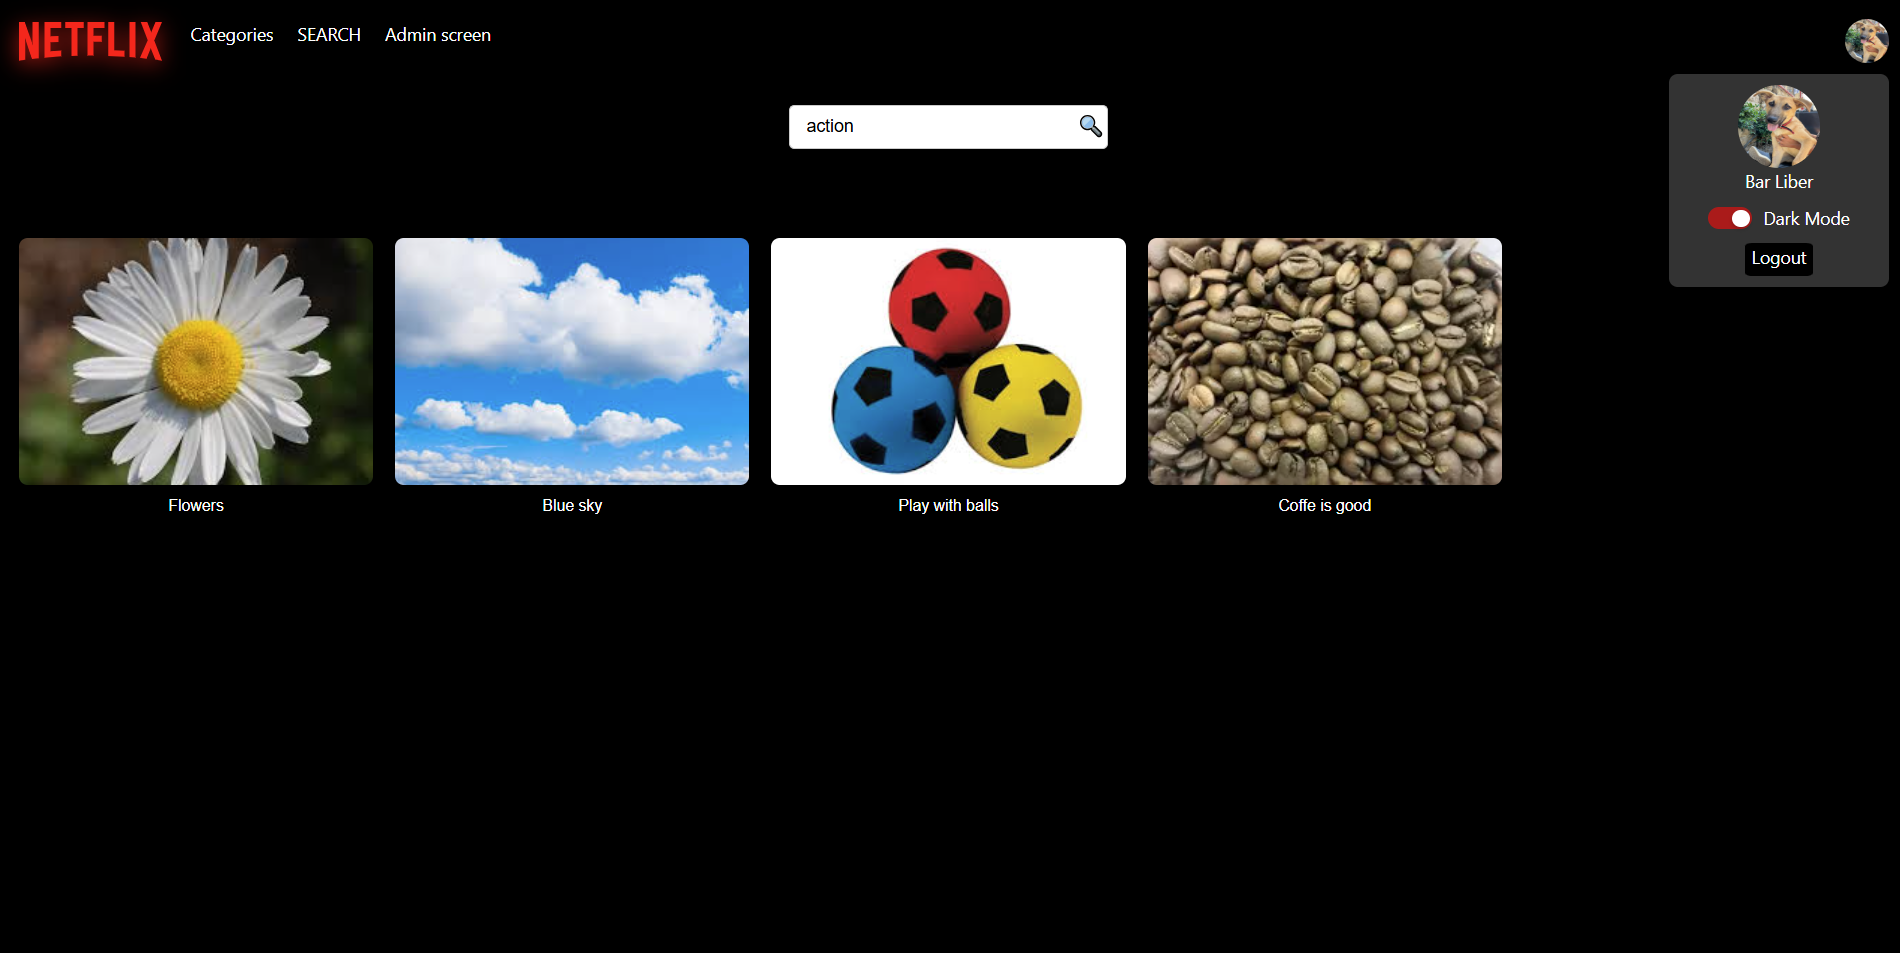 NETFLIX
Categories
SEARCH
Admin screen
action
Bar Liber
Dark Mode
Logout
Flowers
Blue sky
Play with balls
Coffe is good